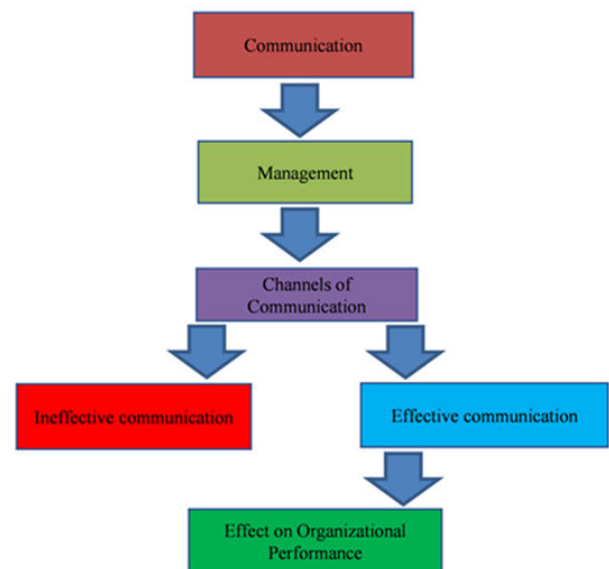 Communication
Management
Channels of
Communication
Ineffective communication
Effective communication
Effect on Organizational
Performance